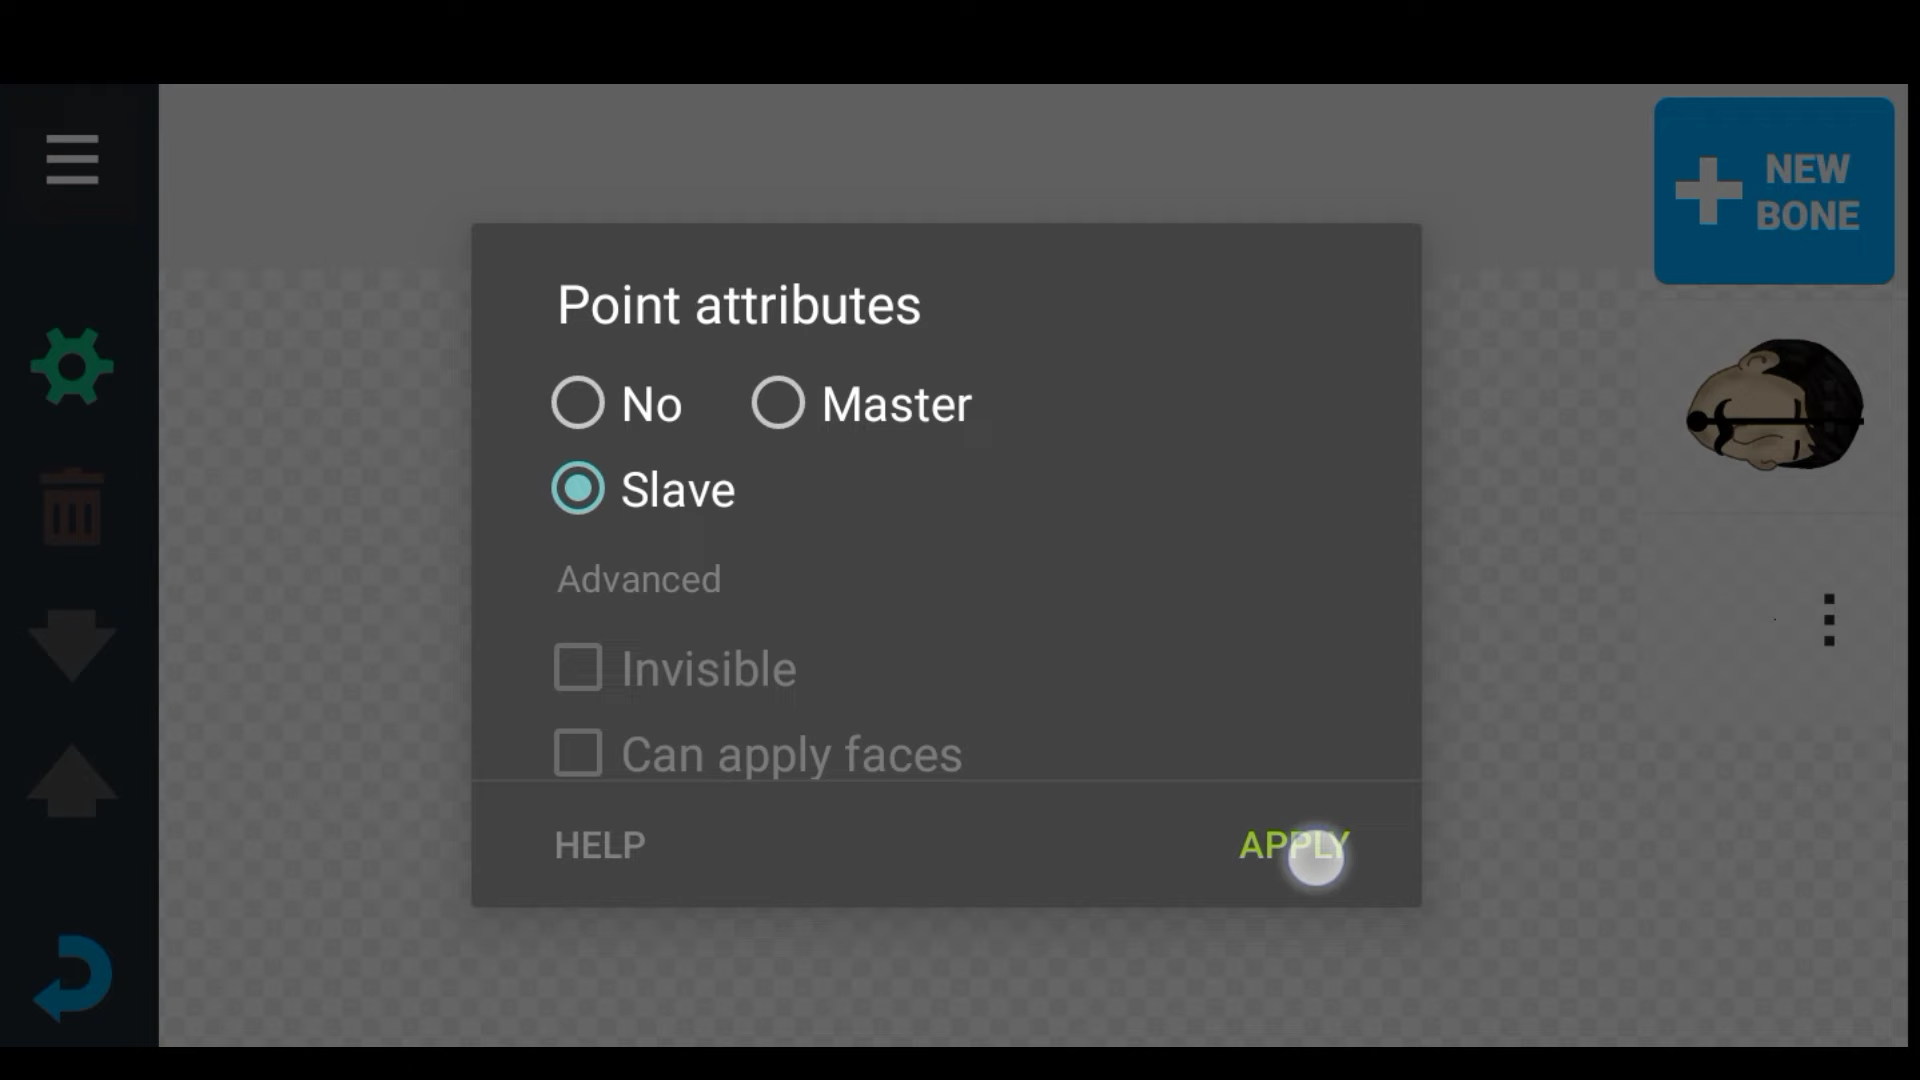 NEW
BONE
Point attributes
No Master
Slave
Advanced
Invisible
Can apply faces
HELP APPLY